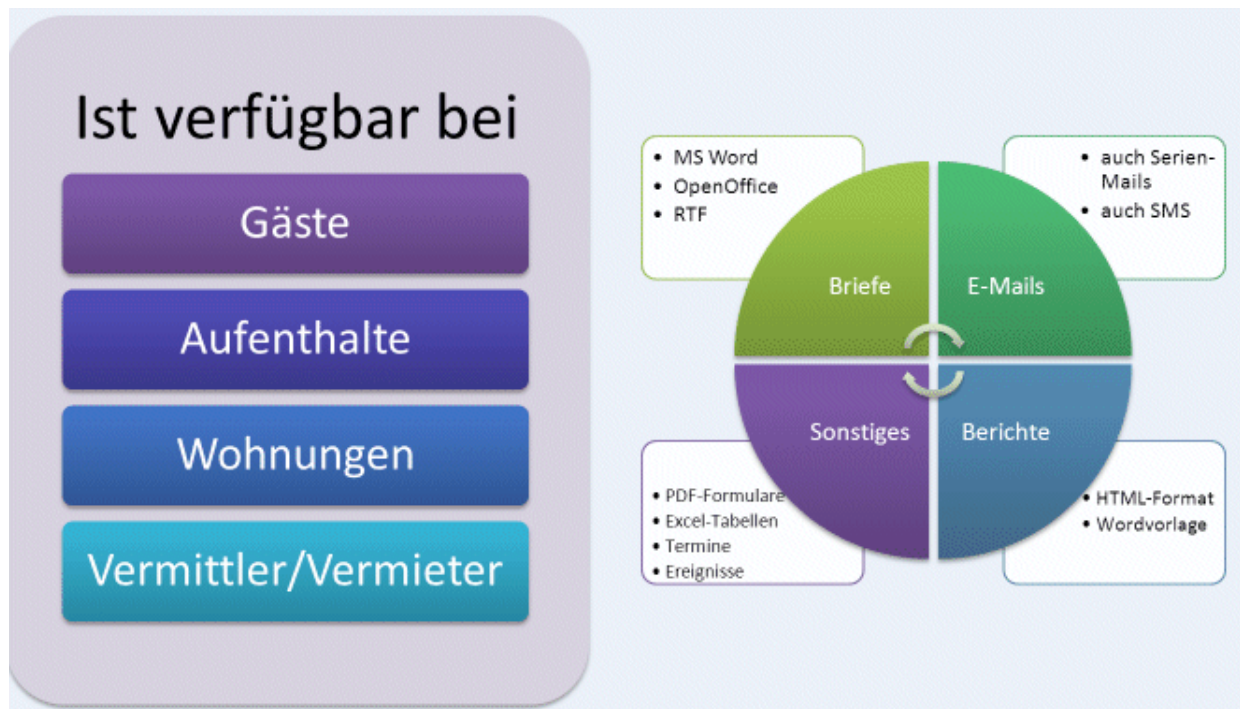 Ist verfügbar bei
Gäste
Aufenthalte
Wohnungen
Vermittler/Vermieter
• MS Word
• OpenOffice
• RTF
Briefe
• auch Serien-
Mails
• auch SMS
E-Mails
Sonstiges
• PDF-Formulare
• Excel-Tabellen
• Termine
• Ereignisse
Berichte
• HTML-Format
• Wordvorlage